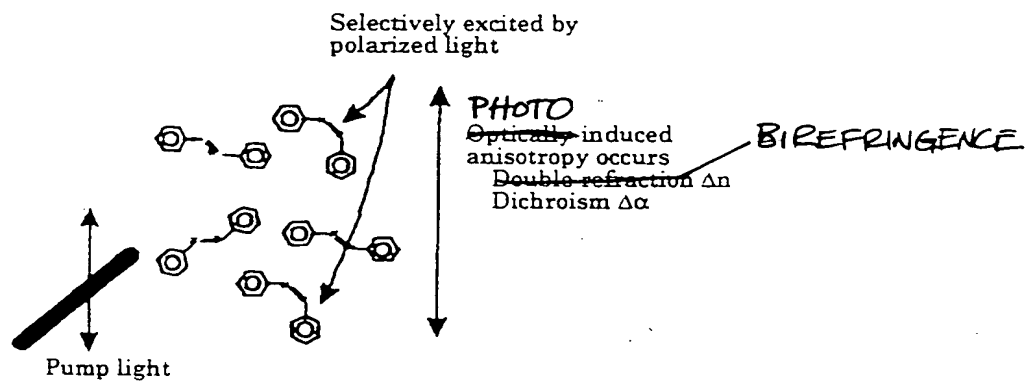 Selectively excited by
polarized light
PHOTO
Optically induced
anisotropy occurs
BIREFRINGENCE
Double refraction Δn
Dichroism Δα
Pump light